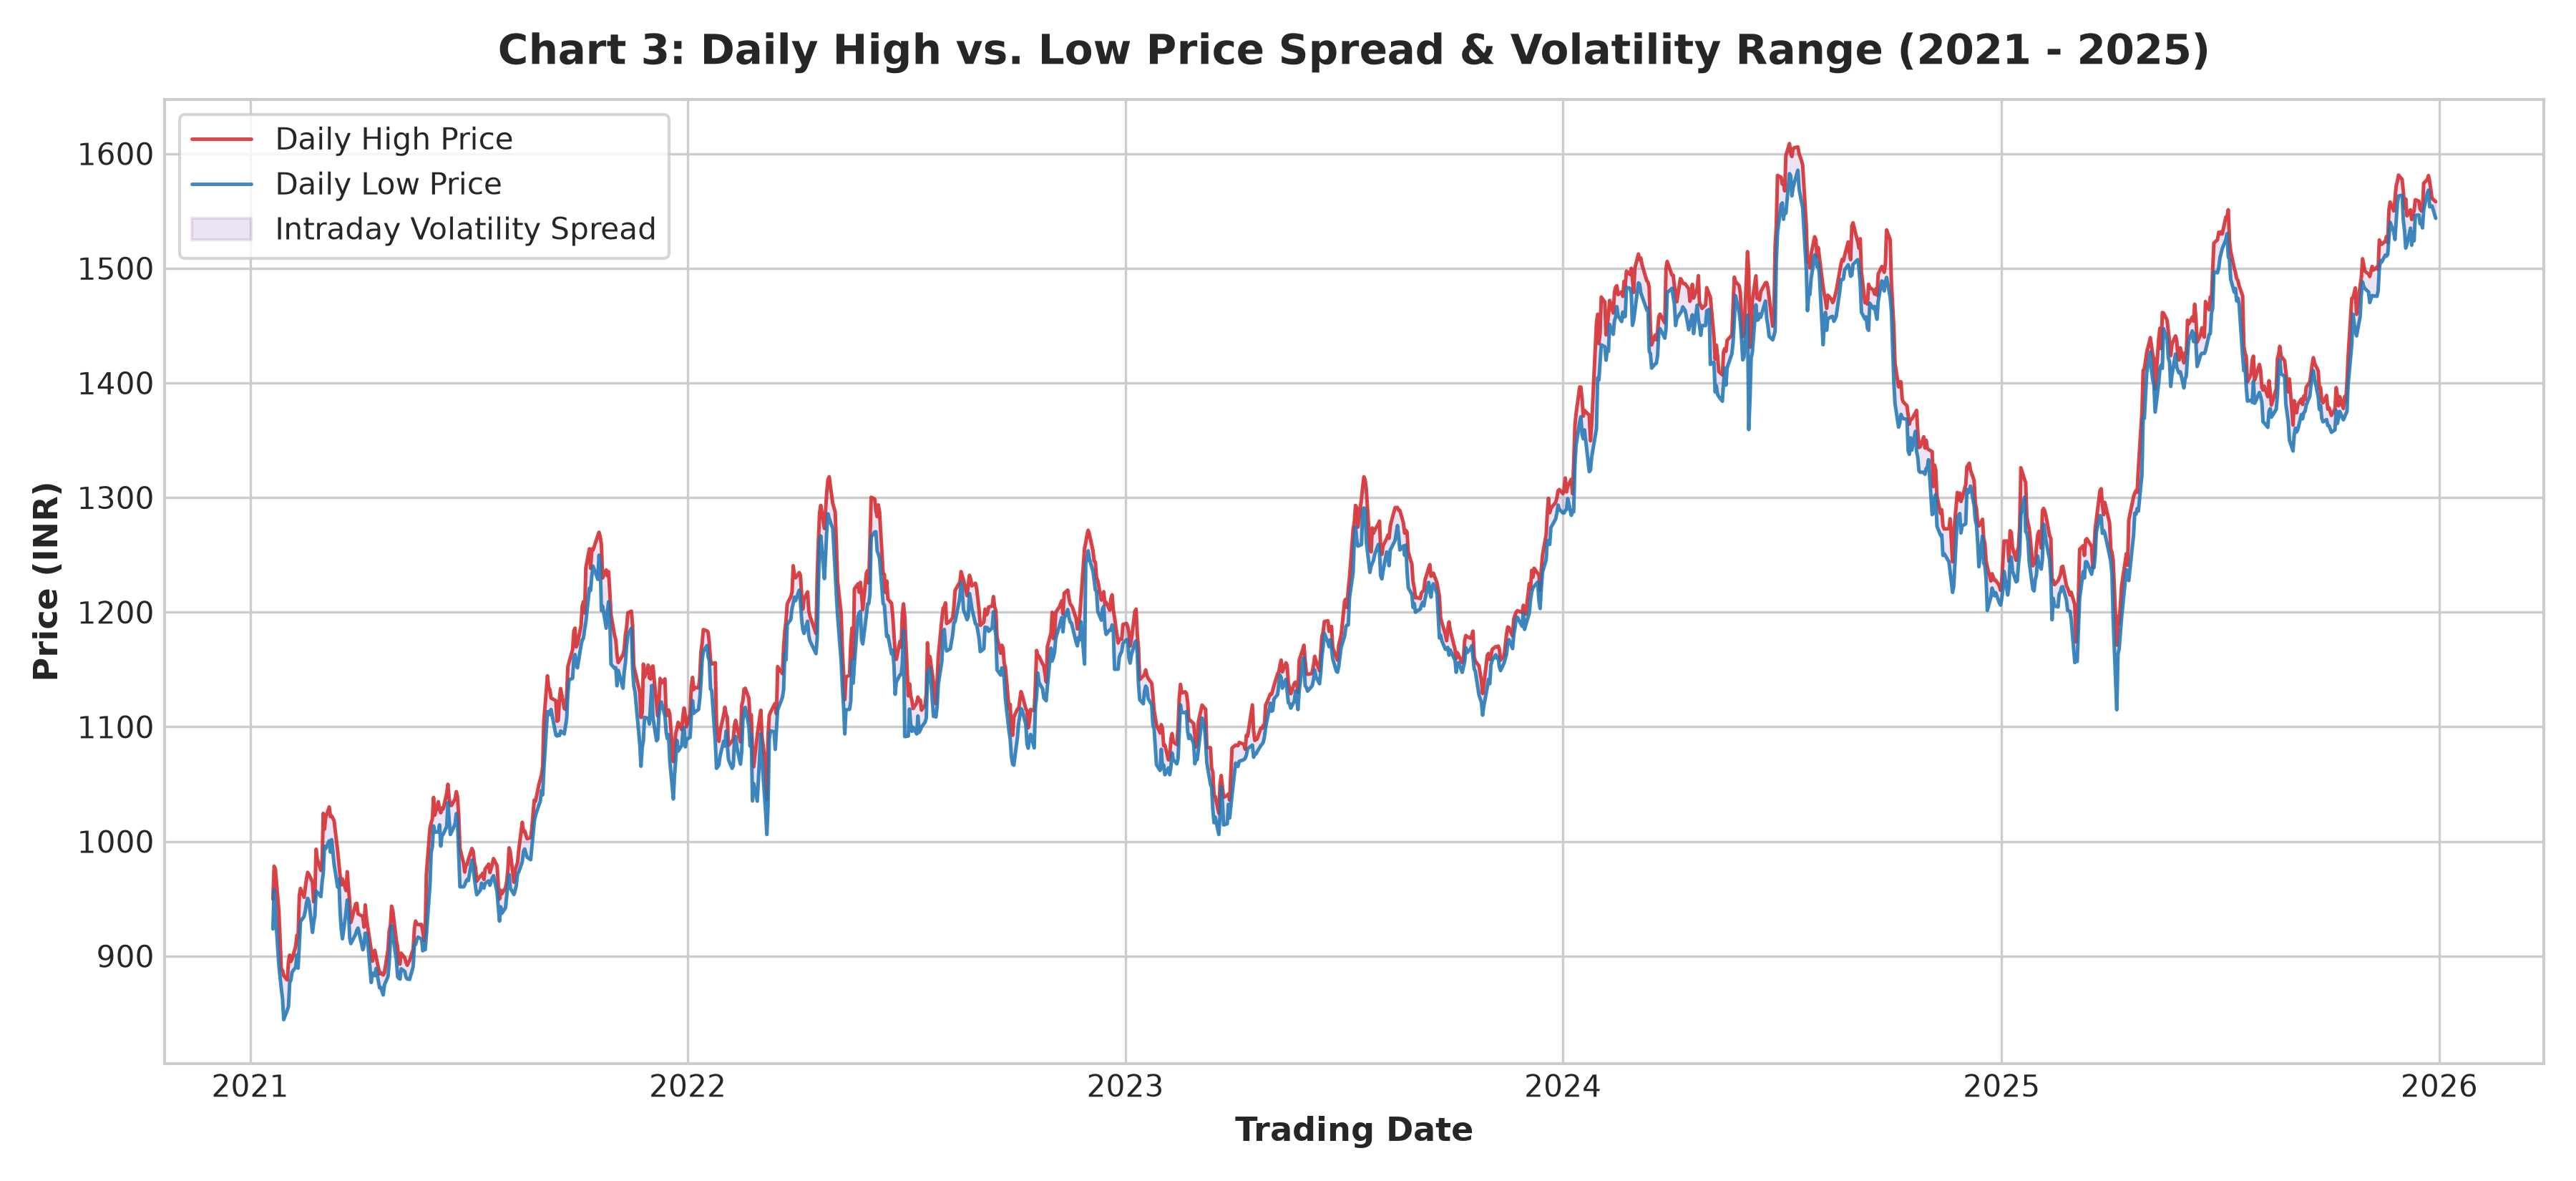 Chart 3: Daily High vs. Low Price Spread & Volatility Range (2021 - 2025)
Daily High Price
Daily Low Price
Intraday Volatility Spread
Price (INR)
1600
1500
1400
1300
1200
1100
1000
900
2021
2022
2023
2024
2025
2026
Trading Date